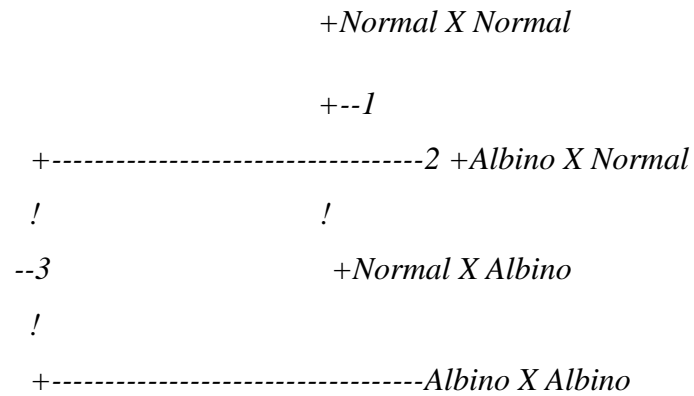 +Normal X Normal
+--1
+-----------------------------------2 +Albino X Normal
! !
--3 +Normal X Albino
!
+-----------------------------------Albino X Albino